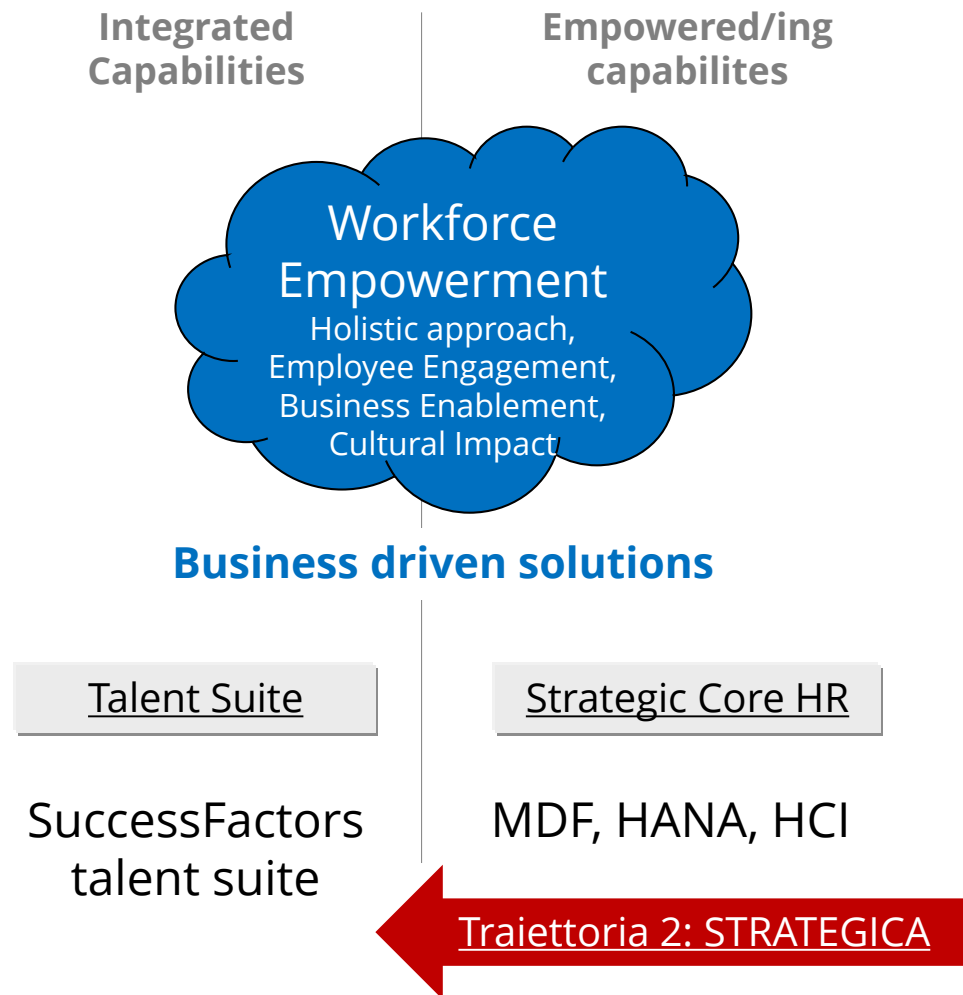 Integrated
Capabilities
Empowered/ing
capabilites
Workforce
Empowerment
Holistic approach,
Employee Engagement,
Business Enablement,
Cultural Impact
Business driven solutions
Talent Suite
Strategic Core HR
SuccessFactors
talent suite
MDF, HANA, HCI
Traiettoria 2: STRATEGICA